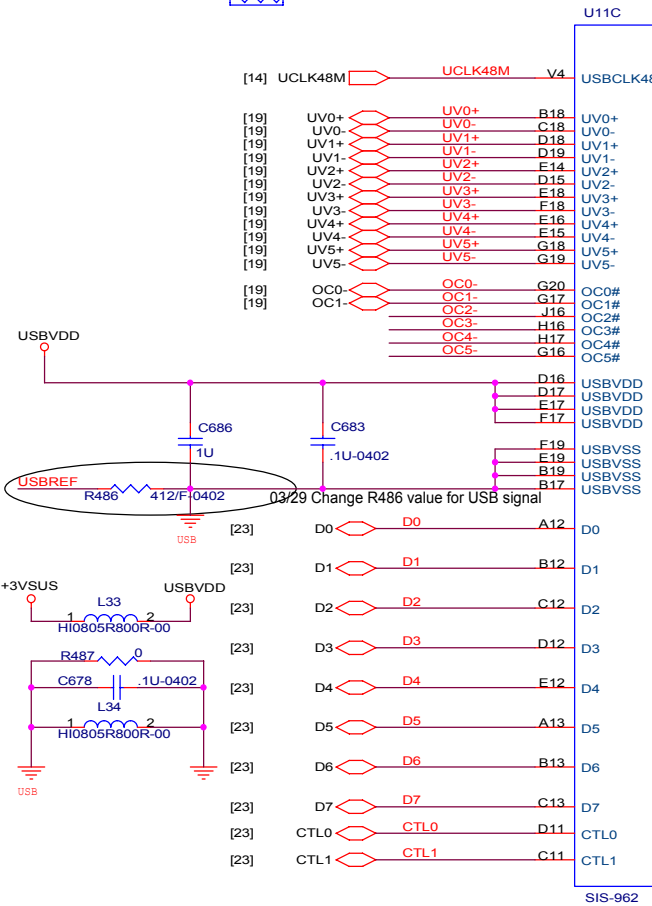 U11C
[14] UCLK48M UCLK48M V4 USBCLK48
[19] UV0+ UV0+ B18 UV0+
[19] UV0- UV0- C18 UV0-
[19] UV1+ UV1+ D18 UV1+
[19] UV1- UV1- D19 UV1-
[19] UV2+ UV2+ E14 UV2+
[19] UV2- UV2- D15 UV2-
[19] UV3+ UV3+ E18 UV3+
[19] UV3- UV3- F18 UV3-
[19] UV4+ UV4+ E16 UV4+
[19] UV4- UV4- E15 UV4-
[19] UV5+ UV5+ G18 UV5+
[19] UV5- UV5- G19 UV5-
[19] OC0- OC0- G20 OC0#
[19] OC1- OC1- G17 OC1#
OC2- J16 OC2#
OC3- H16 OC3#
OC4- H17 OC4#
OC5- G16 OC5#
USBVDD
D16 USBVDD
D17 USBVDD
E17 USBVDD
F17 USBVDD
C686
1U
C683
.1U-0402
F19 USBVSS
E19 USBVSS
B19 USBVSS
B17 USBVSS
USBREF
R486 412/F-0402
03/29 Change R486 value for USB signal
USB
[23] D0 D0 A12 D0
[23] D1 D1 B12 D1
[23] D2 D2 C12 D2
[23] D3 D3 D12 D3
[23] D4 D4 E12 D4
[23] D5 D5 A13 D5
[23] D6 D6 B13 D6
[23] D7 D7 C13 D7
[23] CTL0 CTL0 D11 CTL0
[23] CTL1 CTL1 C11 CTL1
+3VSUS
USBVDD
L33
1 2
HI0805R800R-00
R487 0
C678 .1U-0402
L34
1 2
HI0805R800R-00
USB
SIS-962